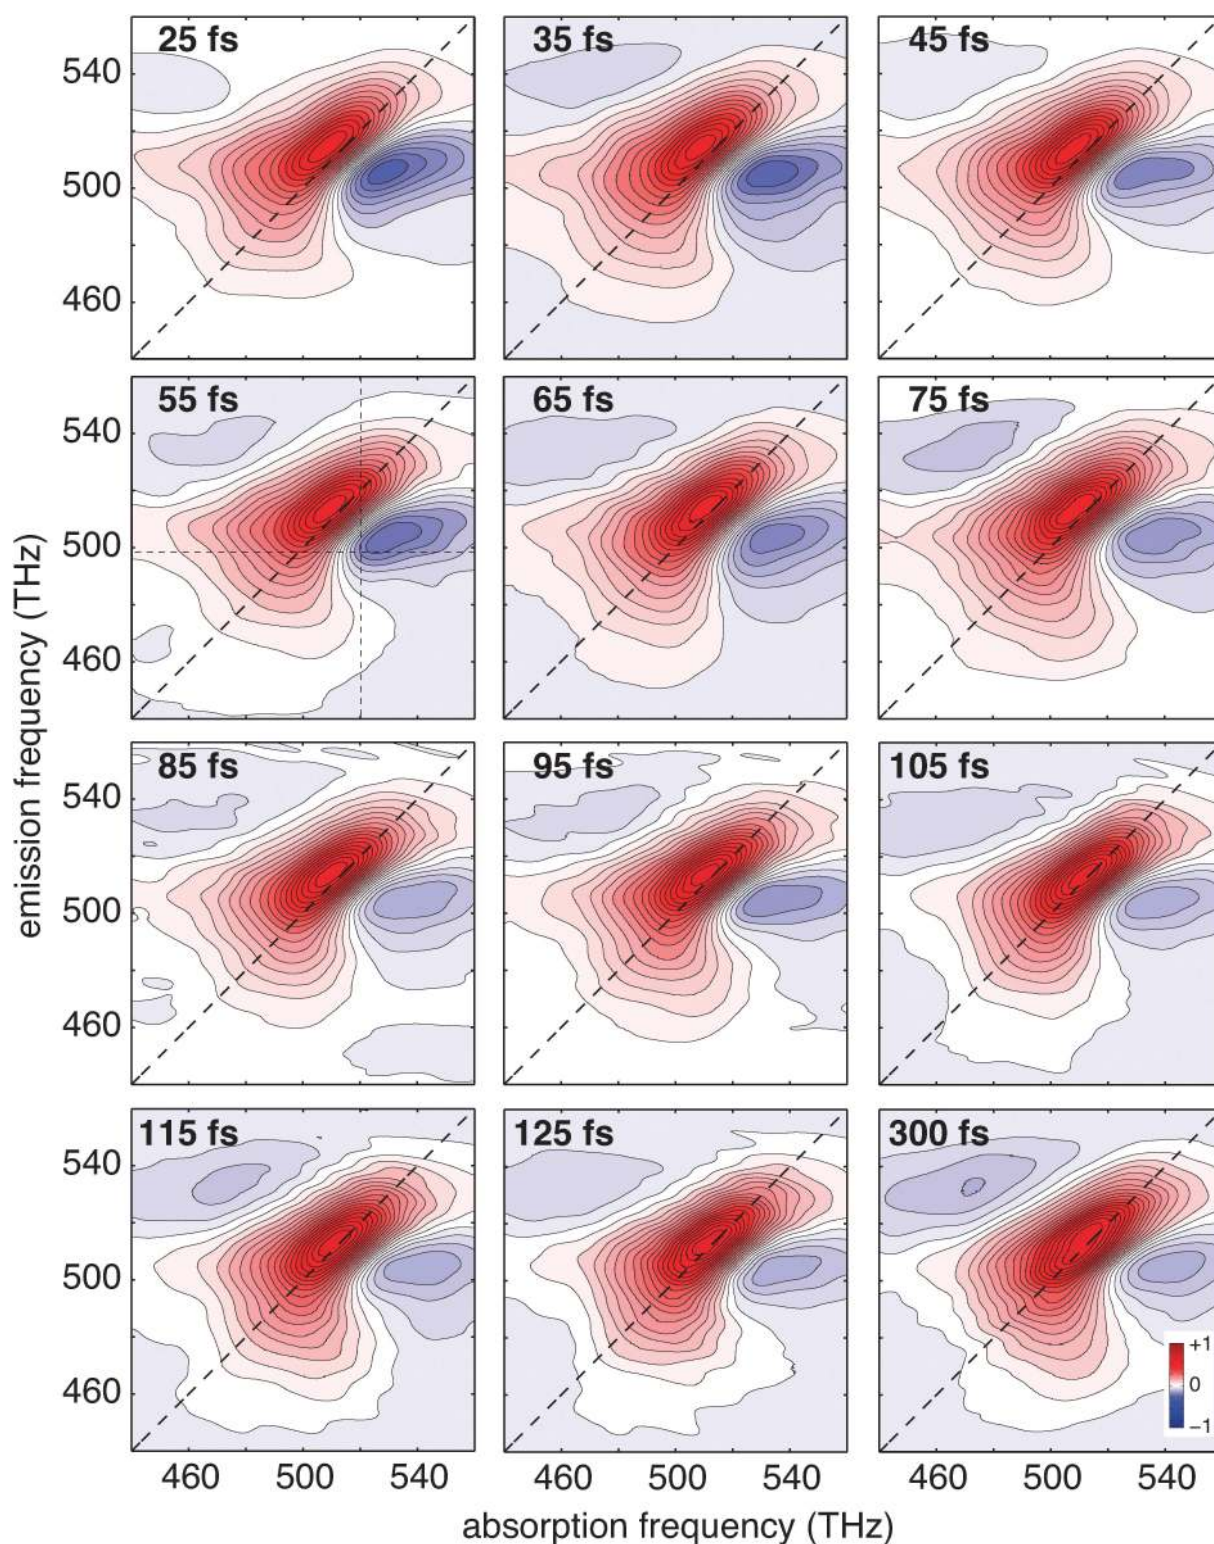 25 fs
35 fs
45 fs
540
500
460
55 fs
65 fs
75 fs
540
500
460
85 fs
95 fs
105 fs
540
500
460
115 fs
125 fs
300 fs
540
500
460
+1
0
−1
460 500 540 460 500 540 460 500 540
absorption frequency (THz)
emission frequency (THz)